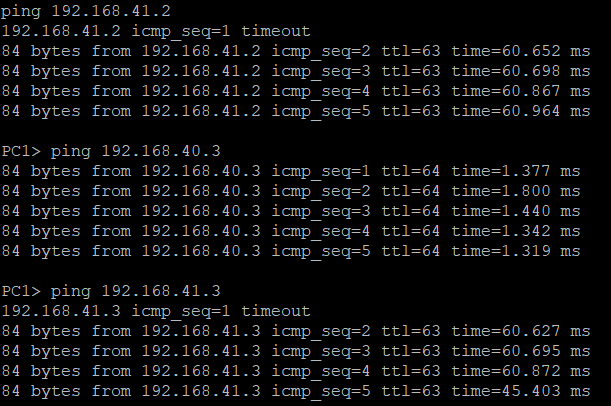 ping 192.168.41.2
192.168.41.2 icmp_seq=1 timeout
84 bytes from 192.168.41.2 icmp_seq=2 ttl=63 time=60.652 ms
84 bytes from 192.168.41.2 icmp_seq=3 ttl=63 time=60.698 ms
84 bytes from 192.168.41.2 icmp_seq=4 ttl=63 time=60.867 ms
84 bytes from 192.168.41.2 icmp_seq=5 ttl=63 time=60.964 ms
PC1> ping 192.168.40.3
84 bytes from 192.168.40.3 icmp_seq=1 ttl=64 time=1.377 ms
84 bytes from 192.168.40.3 icmp_seq=2 ttl=64 time=1.800 ms
84 bytes from 192.168.40.3 icmp_seq=3 ttl=64 time=1.440 ms
84 bytes from 192.168.40.3 icmp_seq=4 ttl=64 time=1.342 ms
84 bytes from 192.168.40.3 icmp_seq=5 ttl=64 time=1.319 ms
PC1> ping 192.168.41.3
192.168.41.3 icmp_seq=1 timeout
84 bytes from 192.168.41.3 icmp_seq=2 ttl=63 time=60.627 ms
84 bytes from 192.168.41.3 icmp_seq=3 ttl=63 time=60.695 ms
84 bytes from 192.168.41.3 icmp_seq=4 ttl=63 time=60.872 ms
84 bytes from 192.168.41.3 icmp_seq=5 ttl=63 time=45.403 ms